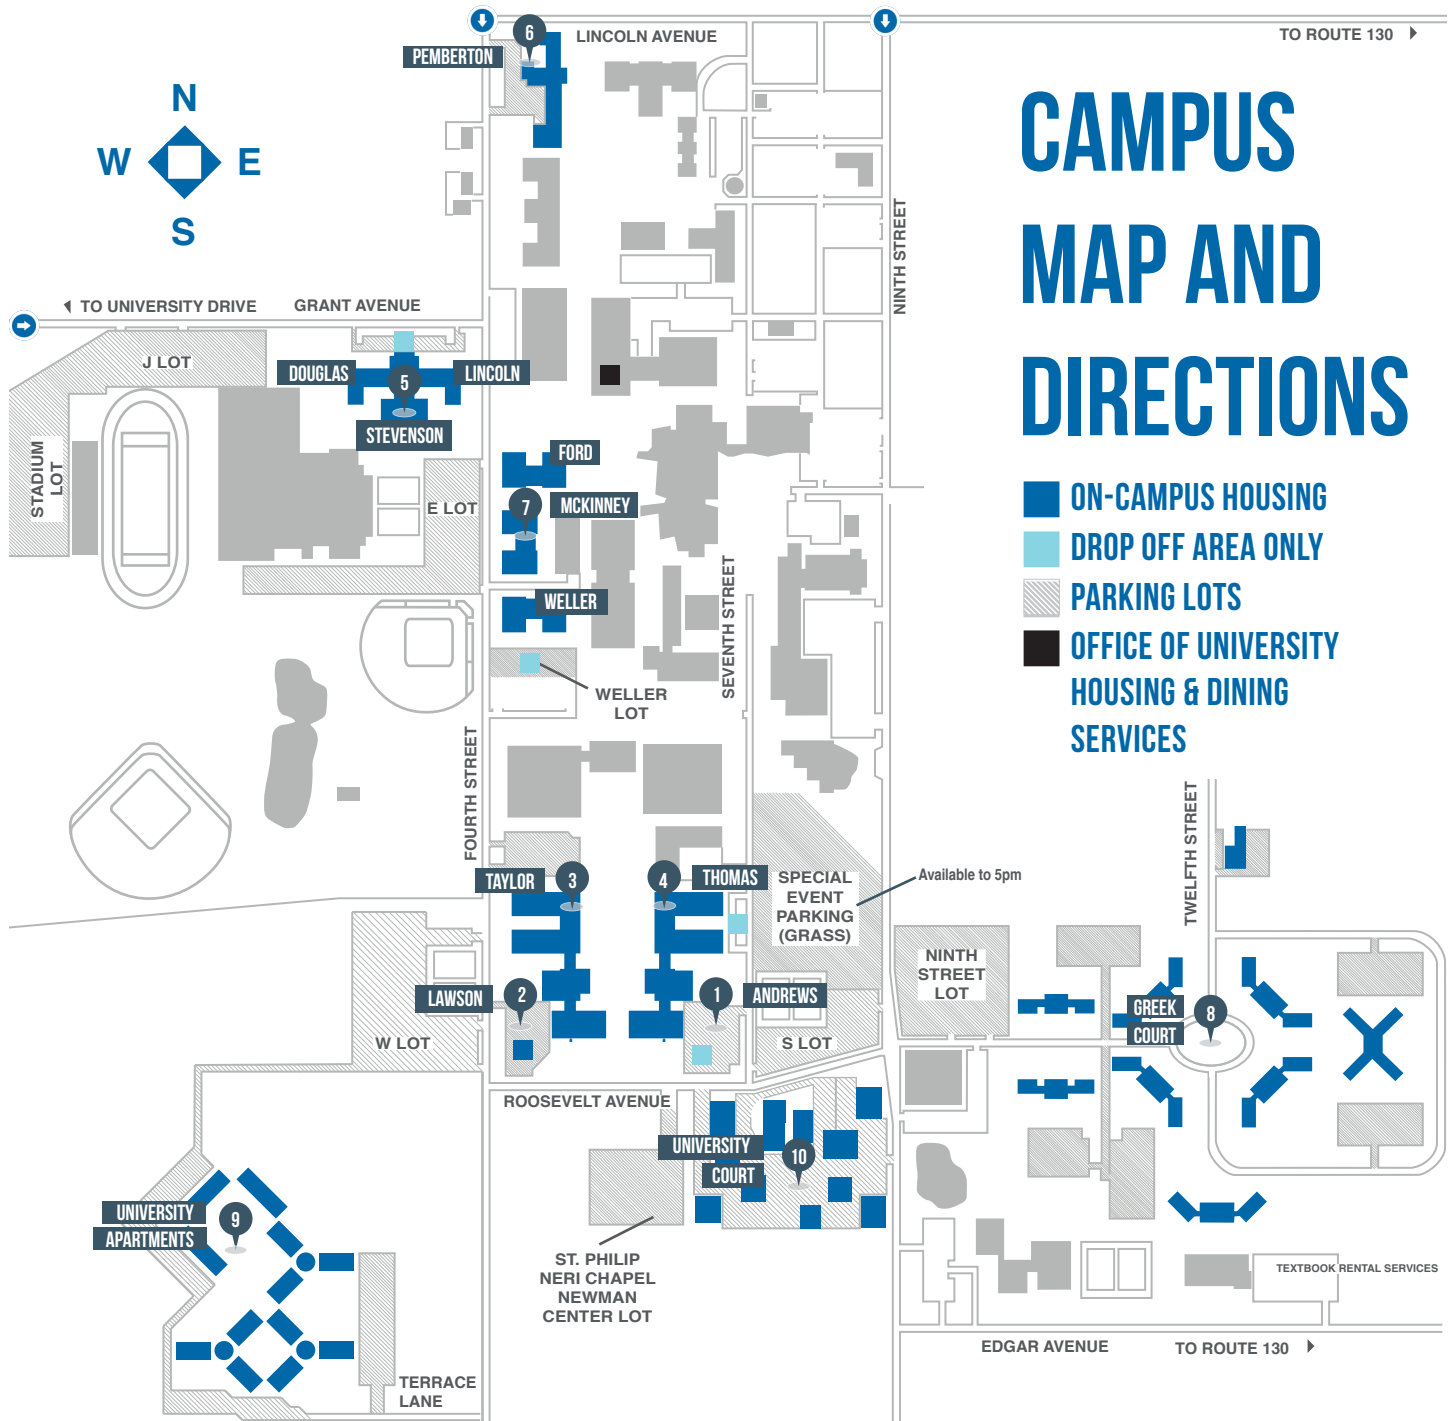 6
PEMBERTON
LINCOLN AVENUE
TO ROUTE 130
N
W
E
S
CAMPUS
MAP AND
DIRECTIONS
NINTH STREET
TO UNIVERSITY DRIVE
GRANT AVENUE
J LOT
DOUGLAS
5
LINCOLN
STEVENSON
STADIUM
LOT
E LOT
FORD
7
MCKINNEY
WELLER
WELLER
LOT
SEVENTH STREET
ON-CAMPUS HOUSING
DROP OFF AREA ONLY
PARKING LOTS
OFFICE OF UNIVERSITY
HOUSING & DINING
SERVICES
FOURTH STREET
TWELFTH STREET
TAYLOR
3
4
THOMAS
SPECIAL
EVENT
PARKING
(GRASS)
Available to 5pm
NINTH
STREET
LOT
LAWSON
2
1
ANDREWS
GREEK
COURT
8
W LOT
S LOT
ROOSEVELT AVENUE
UNIVERSITY
COURT
10
UNIVERSITY
APARTMENTS
9
ST. PHILIP
NERI CHAPEL
NEWMAN
CENTER LOT
TEXTBOOK RENTAL SERVICES
EDGAR AVENUE
TO ROUTE 130
TERRACE
LANE